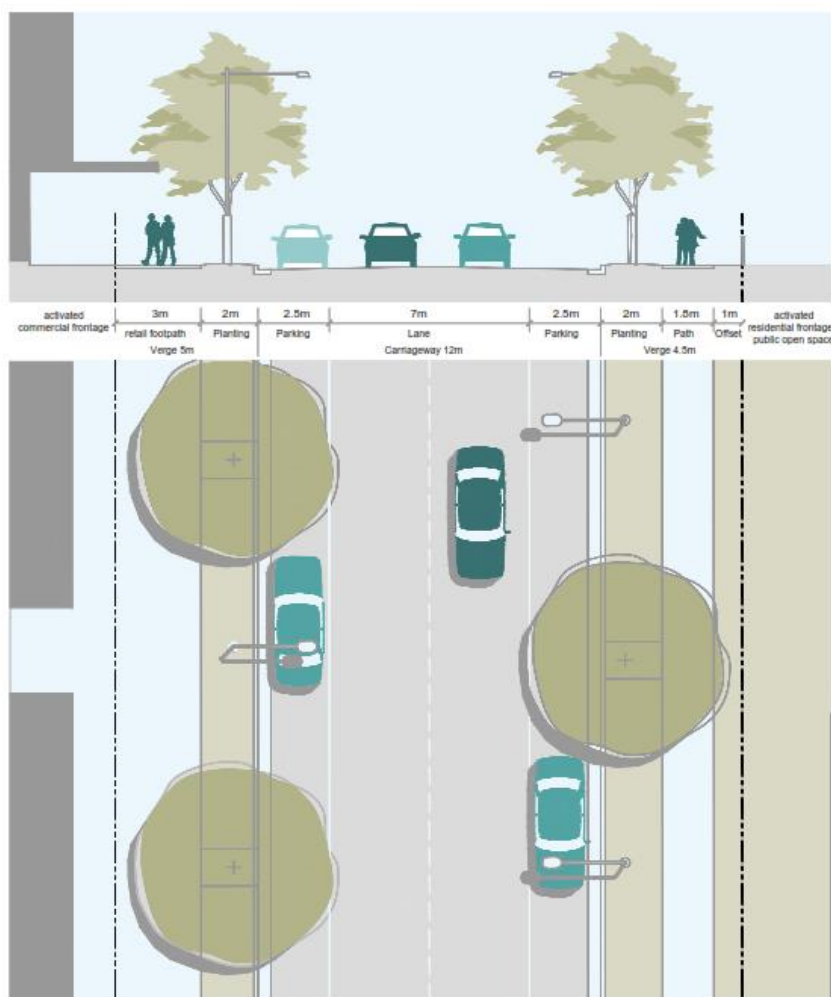 activated
commercial frontage
3m
retail footpath
2m
Planting
Verge 5m
2.5m
Parking
7m
Lane
Carriageway 12m
2.5m
Parking
2m
Planting
1.8m
Path
1m
Offset
Verge 4.5m
activated
residential frontage
public open space